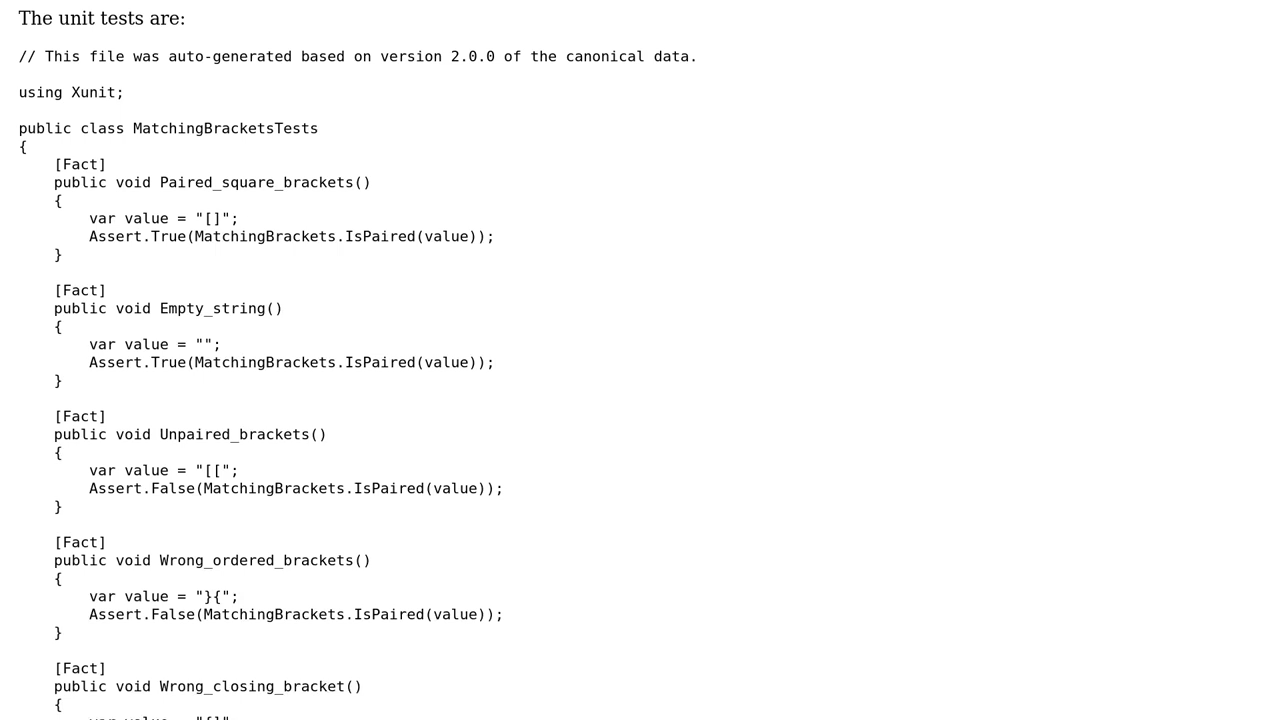 The unit tests are:
// This file was auto-generated based on version 2.0.0 of the canonical data.
using Xunit;
public class MatchingBracketsTests
{
    [Fact]
    public void Paired_square_brackets()
    {
        var value = "[]";
        Assert.True(MatchingBrackets.IsPaired(value));
    }
    [Fact]
    public void Empty_string()
    {
        var value = "";
        Assert.True(MatchingBrackets.IsPaired(value));
    }
    [Fact]
    public void Unpaired_brackets()
    {
        var value = "[[";
        Assert.False(MatchingBrackets.IsPaired(value));
    }
    [Fact]
    public void Wrong_ordered_brackets()
    {
        var value = "}{";
        Assert.False(MatchingBrackets.IsPaired(value));
    }
    [Fact]
    public void Wrong_closing_bracket()
    {